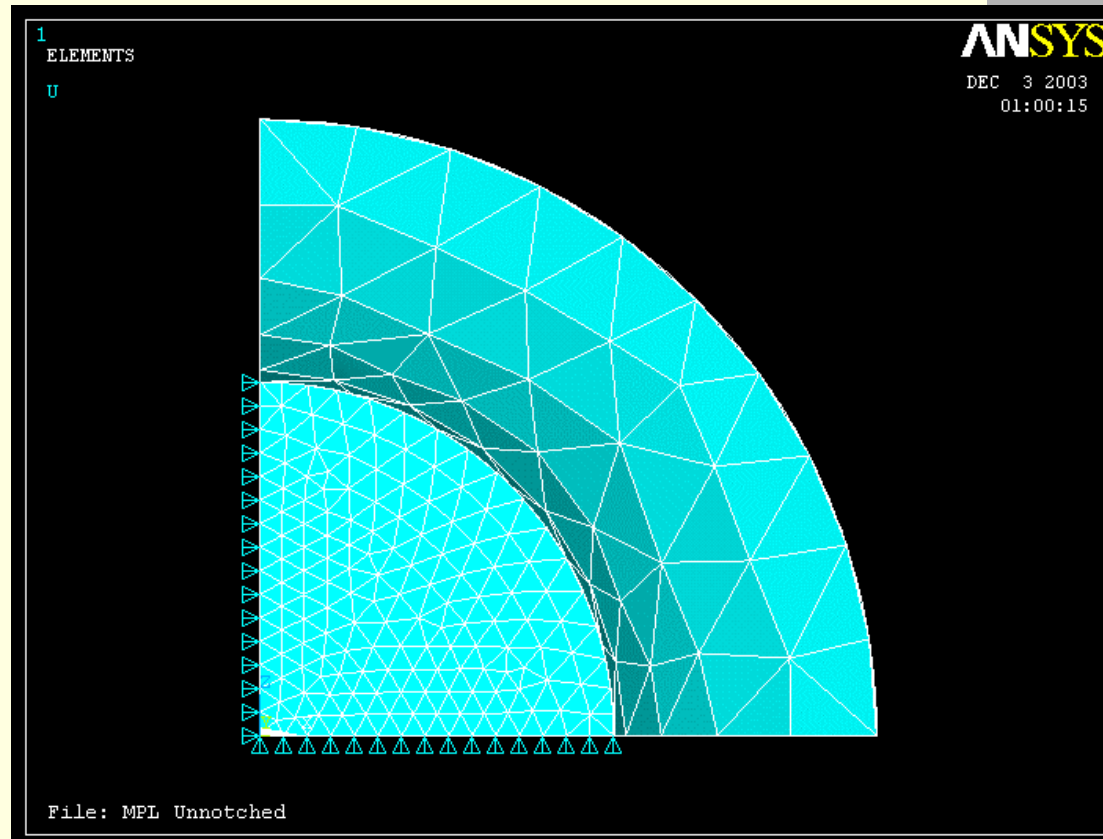 1
ELEMENTS
U
ANSYS
DEC 3 2003
01:00:15
Z
Y
X
File: MPL Unnotched